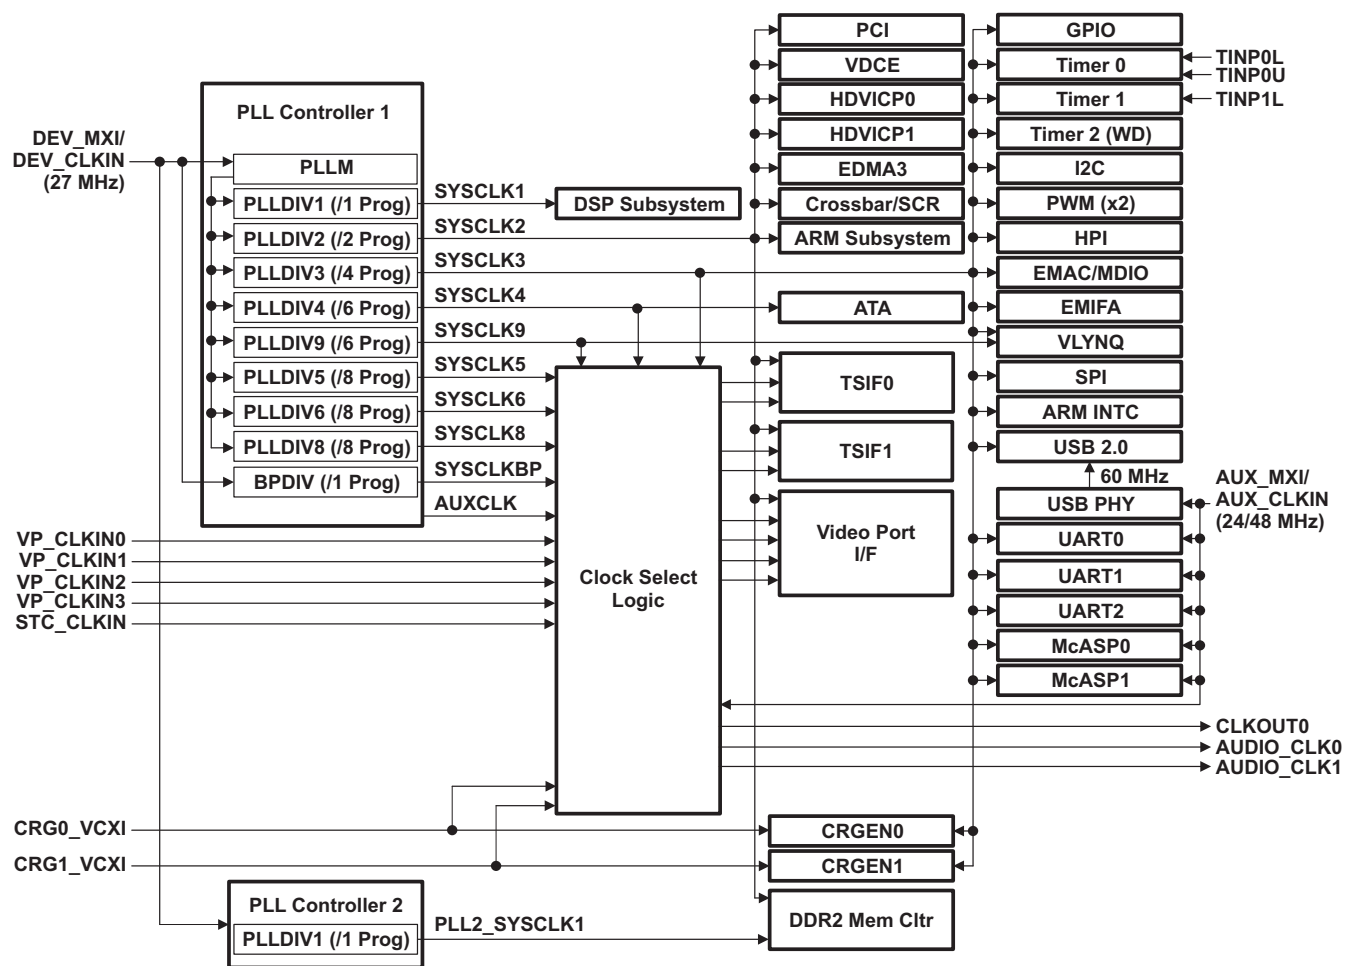 PCI
VDCE
HDVICP0
HDVICP1
EDMA3
Crossbar/SCR
ARM Subsystem
ATA
TSIF0
TSIF1
Video Port
I/F
GPIO
Timer 0
Timer 1
Timer 2 (WD)
I2C
PWM (x2)
HPI
EMAC/MDIO
EMIFA
VLYNQ
SPI
ARM INTC
USB 2.0
60 MHz
USB PHY
UART0
UART1
UART2
McASP0
McASP1
TINP0L
TINP0U
TINP1L
AUX_MXI/
AUX_CLKIN
(24/48 MHz)
CLKOUT0
AUDIO_CLK0
AUDIO_CLK1
DEV_MXI/
DEV_CLKIN
(27 MHz)
PLL Controller 1
PLLM
PLLDIV1 (/1 Prog)
PLLDIV2 (/2 Prog)
PLLDIV3 (/4 Prog)
PLLDIV4 (/6 Prog)
PLLDIV9 (/6 Prog)
PLLDIV5 (/8 Prog)
PLLDIV6 (/8 Prog)
PLLDIV8 (/8 Prog)
BPDIV (/1 Prog)
SYSCLK1
SYSCLK2
SYSCLK3
SYSCLK4
SYSCLK9
SYSCLK5
SYSCLK6
SYSCLK8
SYSCLKBP
AUXCLK
DSP Subsystem
VP_CLKIN0
VP_CLKIN1
VP_CLKIN2
VP_CLKIN3
STC_CLKIN
Clock Select
Logic
CRG0_VCXI
CRG1_VCXI
CRGEN0
CRGEN1
PLL Controller 2
PLLDIV1 (/1 Prog)
PLL2_SYSCLK1
DDR2 Mem Cltr